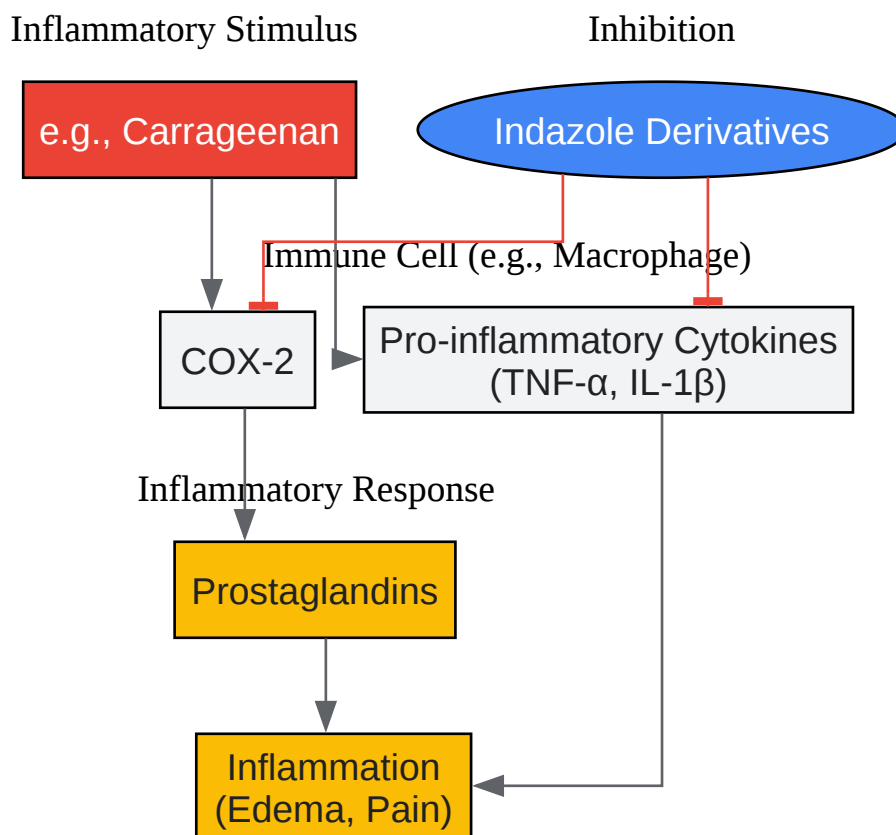 Inflammatory Stimulus
Inhibition
e.g., Carrageenan
Indazole Derivatives
Immune Cell (e.g., Macrophage)
COX-2
Pro-inflammatory Cytokines
(TNF-α, IL-1β)
Inflammatory Response
Prostaglandins
Inflammation
(Edema, Pain)